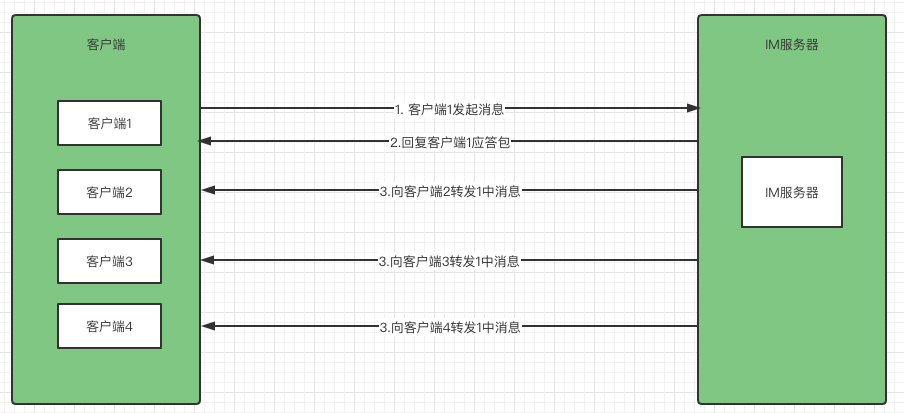 客户端
IM服务器
客户端1
1. 客户端1发起消息
2.回复客户端1应答包
客户端2
3.向客户端2转发1中消息
IM服务器
客户端3
3.向客户端3转发1中消息
客户端4
3.向客户端4转发1中消息